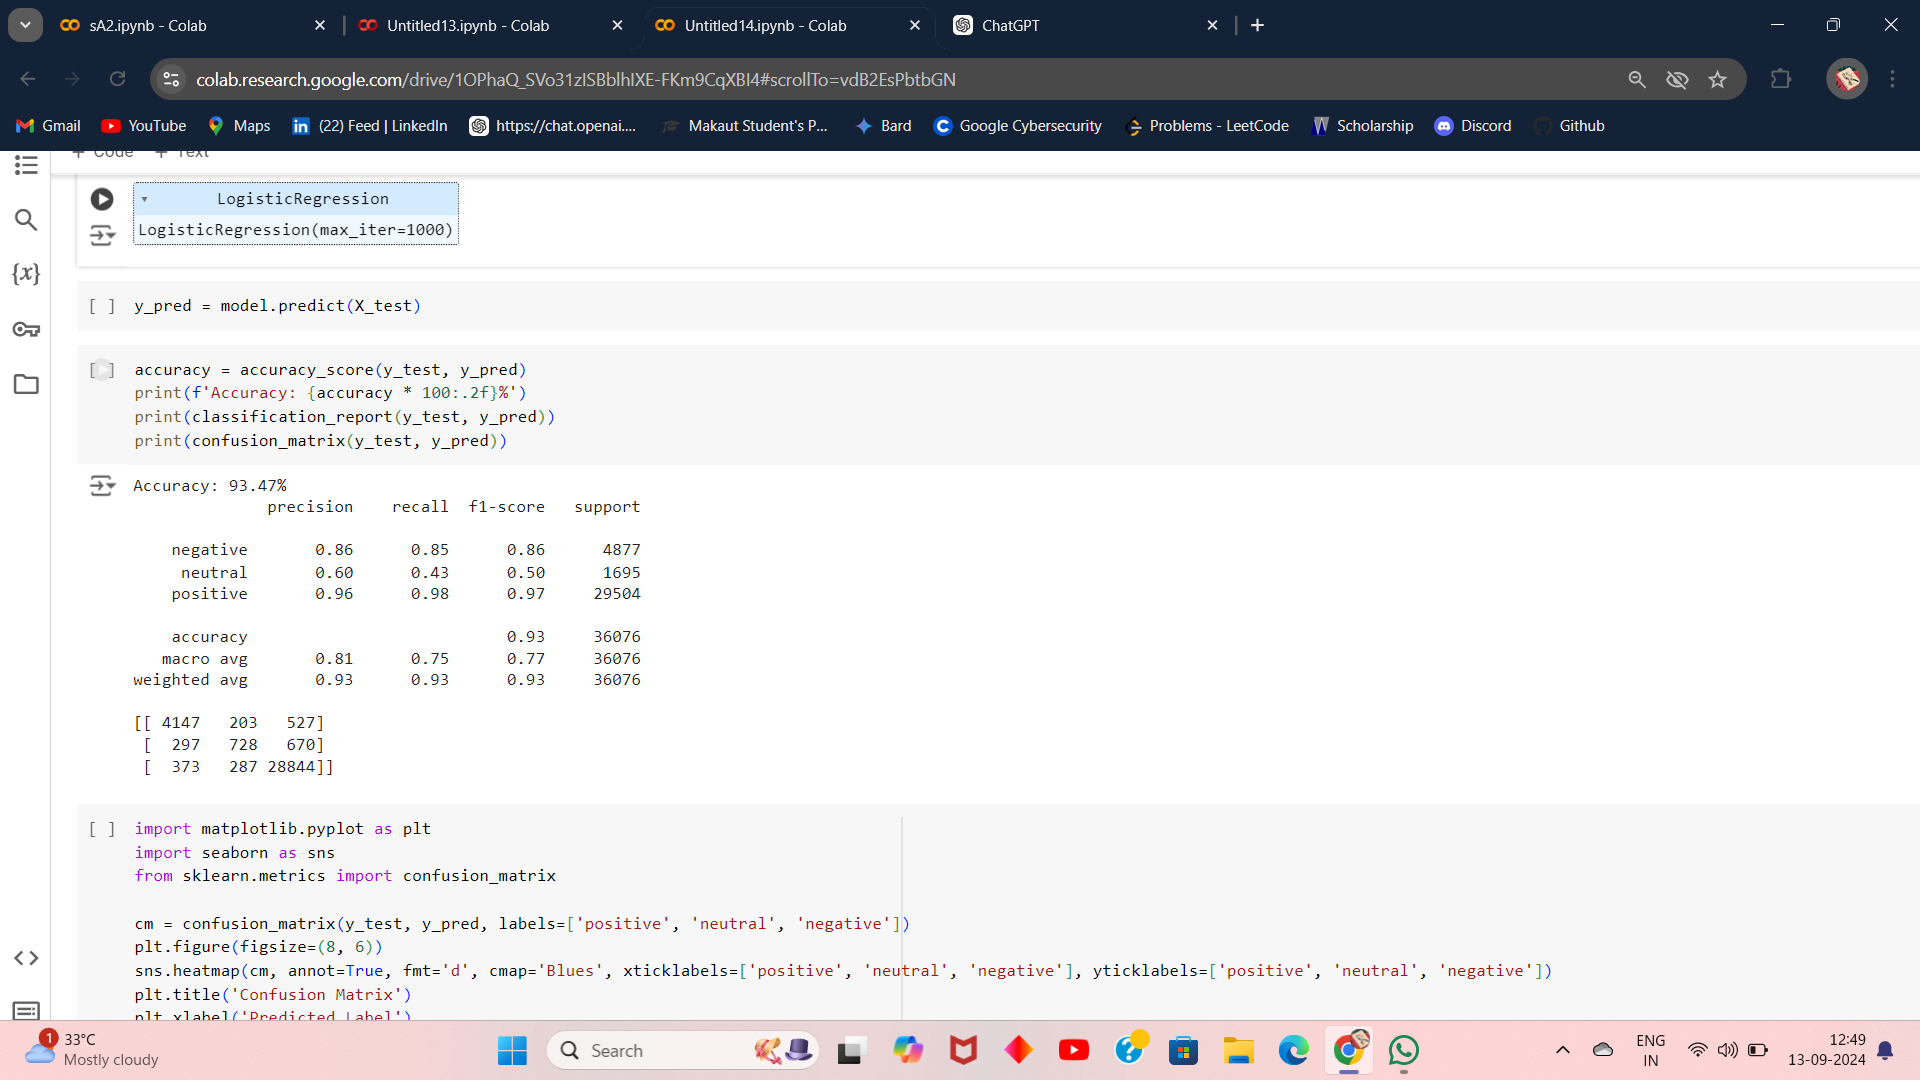 sA2.ipynb - Colab
Untitled13.ipynb - Colab
Untitled14.ipynb - Colab
ChatGPT
colab.research.google.com/drive/1OPhaQ_SVo31zISBblhIXE-FKm9CqXBI4#scrollTo=vdB2EsPbtbGN
Gmail YouTube Maps (22) Feed | LinkedIn https://chat.openai.... Makaut Student's P... Bard Google Cybersecurity Problems - LeetCode Scholarship Discord Github
+ Code + Text
LogisticRegression
LogisticRegression(max_iter=1000)
[ ] y_pred = model.predict(X_test)
[ ] accuracy = accuracy_score(y_test, y_pred)
print(f'Accuracy: {accuracy * 100:.2f}%')
print(classification_report(y_test, y_pred))
print(confusion_matrix(y_test, y_pred))
Accuracy: 93.47%
precision recall f1-score support
negative 0.86 0.85 0.86 4877
neutral 0.60 0.43 0.50 1695
positive 0.96 0.98 0.97 29504
accuracy 0.93 36076
macro avg 0.81 0.75 0.77 36076
weighted avg 0.93 0.93 0.93 36076
[[ 4147 203 527]
[ 297 728 670]
[ 373 287 28844]]
[ ] import matplotlib.pyplot as plt
import seaborn as sns
from sklearn.metrics import confusion_matrix
cm = confusion_matrix(y_test, y_pred, labels=['positive', 'neutral', 'negative'])
plt.figure(figsize=(8, 6))
sns.heatmap(cm, annot=True, fmt='d', cmap='Blues', xticklabels=['positive', 'neutral', 'negative'], yticklabels=['positive', 'neutral', 'negative'])
plt.title('Confusion Matrix')
plt.xlabel('Predicted Label')
{x}
1
33°C
Mostly cloudy
Search
ENG
IN
12:49
13-09-2024